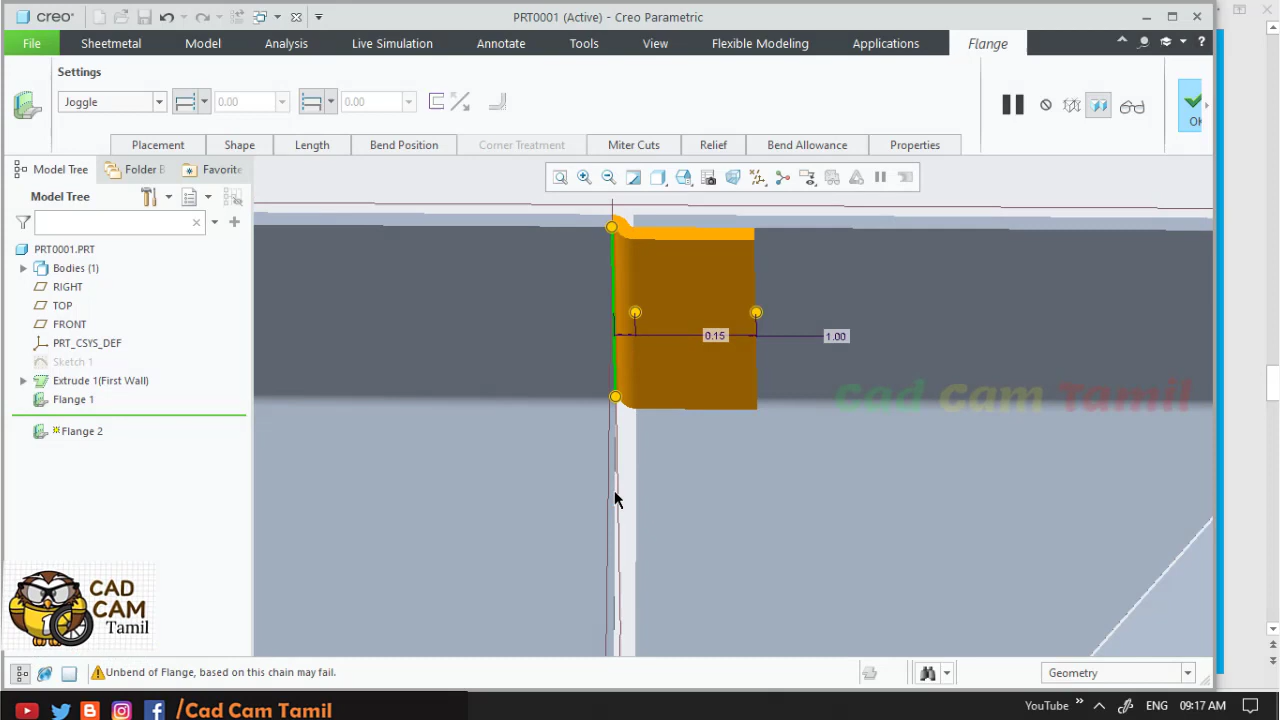 creo
PRT0001 (Active) - Creo Parametric
File Sheetmetal Model Analysis Live Simulation Annotate Tools View Flexible Modeling Applications Flange
Settings
Joggle 0.00 0.00
OK
Placement Shape Length Bend Position Corner Treatment Miter Cuts Relief Bend Allowance Properties
Model Tree Folder B Favorite
Model Tree
PRT0001.PRT
Bodies (1)
RIGHT
TOP
FRONT
PRT_CSYS_DEF
Sketch 1
Extrude 1(First Wall)
Flange 1
Flange 2
0.15 1.00
Cad Cam Tamil
CAD
CAM
Tamil
Unbend of Flange, based on this chain may fail.
Geometry
/Cad Cam Tamil
YouTube ENG 09:17 AM